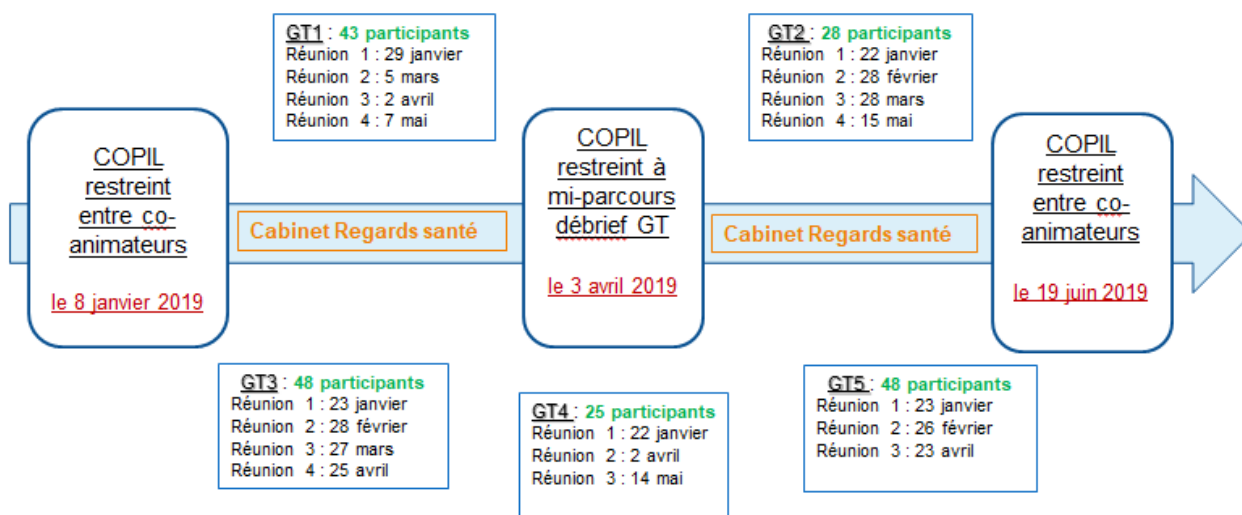 GT1 : 43 participants
Réunion 1 : 29 janvier
Réunion 2 : 5 mars
Réunion 3 : 2 avril
Réunion 4 : 7 mai
GT2 : 28 participants
Réunion 1 : 22 janvier
Réunion 2 : 28 février
Réunion 3 : 28 mars
Réunion 4 : 15 mai
COPIL
restreint
entre co-
animateurs
le 8 janvier 2019
Cabinet Regards santé
COPIL
restreint à
mi-parcours
débrief GT
le 3 avril 2019
Cabinet Regards santé
COPIL
restreint
entre co-
animateurs
le 19 juin 2019
GT3 : 48 participants
Réunion 1 : 23 janvier
Réunion 2 : 28 février
Réunion 3 : 27 mars
Réunion 4 : 25 avril
GT4 : 25 participants
Réunion 1 : 22 janvier
Réunion 2 : 2 avril
Réunion 3 : 14 mai
GT5 : 48 participants
Réunion 1 : 23 janvier
Réunion 2 : 26 février
Réunion 3 : 23 avril